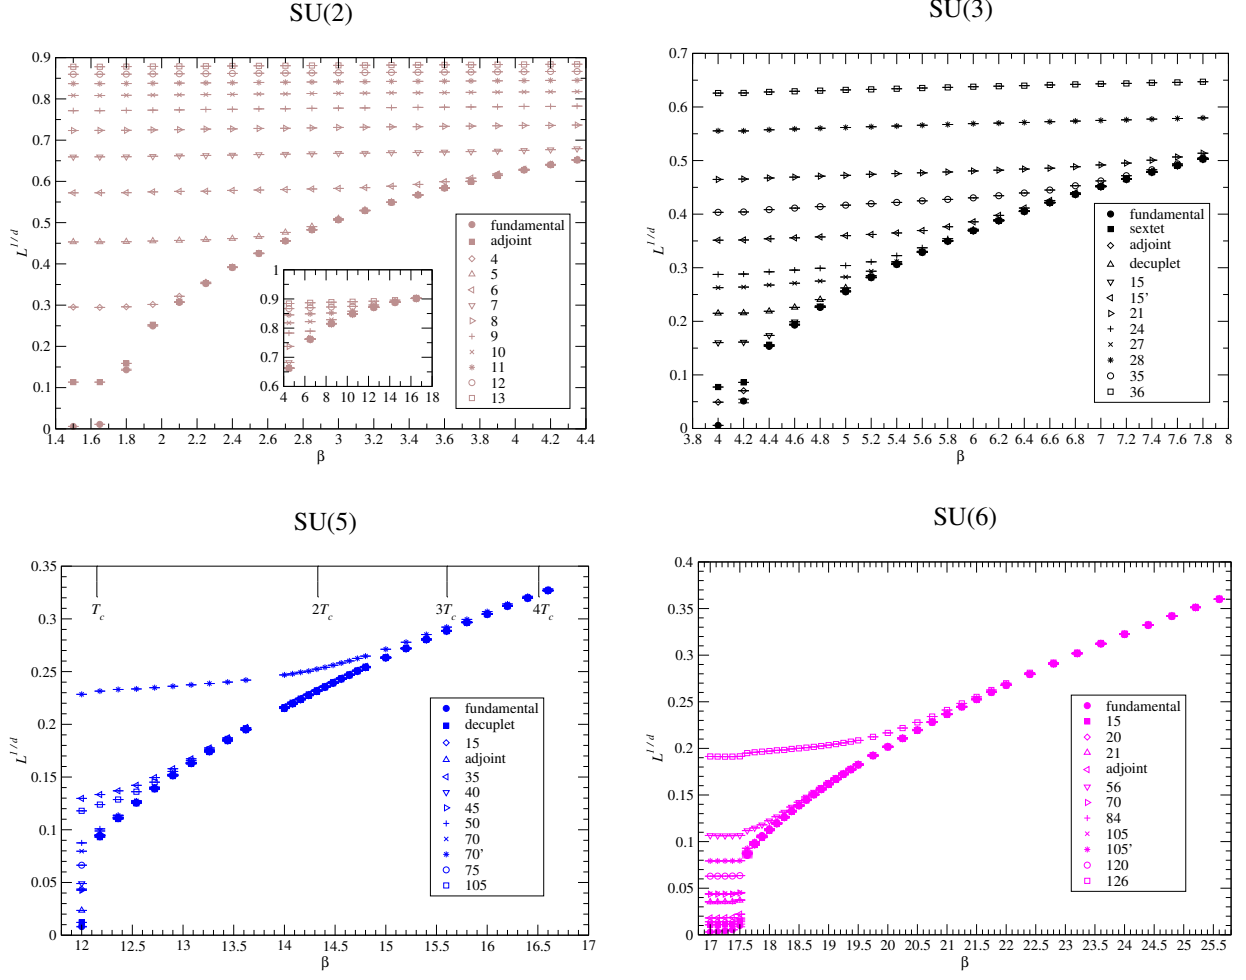 SU(2)
0.9
0.8
0.7
0.6
0.5
0.4
0.3
0.2
0.1
0
L^{1/d}
1.4 1.6 1.8 2 2.2 2.4 2.6 2.8 3 3.2 3.4 3.6 3.8 4 4.2 4.4
β
fundamental
adjoint
4
5
6
7
8
9
10
11
12
13
1
0.9
0.8
0.7
0.6
4 6 8 10 12 14 16 18
SU(3)
0.7
0.6
0.5
0.4
0.3
0.2
0.1
0
L^{1/d}
3.8 4 4.2 4.4 4.6 4.8 5 5.2 5.4 5.6 5.8 6 6.2 6.4 6.6 6.8 7 7.2 7.4 7.6 7.8 8
β
fundamental
sextet
adjoint
decuplet
15
15'
21
24
27
28
35
36
SU(5)
0.35
0.3
0.25
0.2
0.15
0.1
0.05
0
L^{1/d}
T_c 2T_c 3T_c 4T_c
12 12.5 13 13.5 14 14.5 15 15.5 16 16.5 17
β
fundamental
decuplet
15
adjoint
35
40
45
50
70
70'
75
105
SU(6)
0.4
0.35
0.3
0.25
0.2
0.15
0.1
0.05
0
L^{1/d}
17 17.5 18 18.5 19 19.5 20 20.5 21 21.5 22 22.5 23 23.5 24 24.5 25 25.5
β
fundamental
15
20
21
adjoint
56
70
84
105
105'
120
126